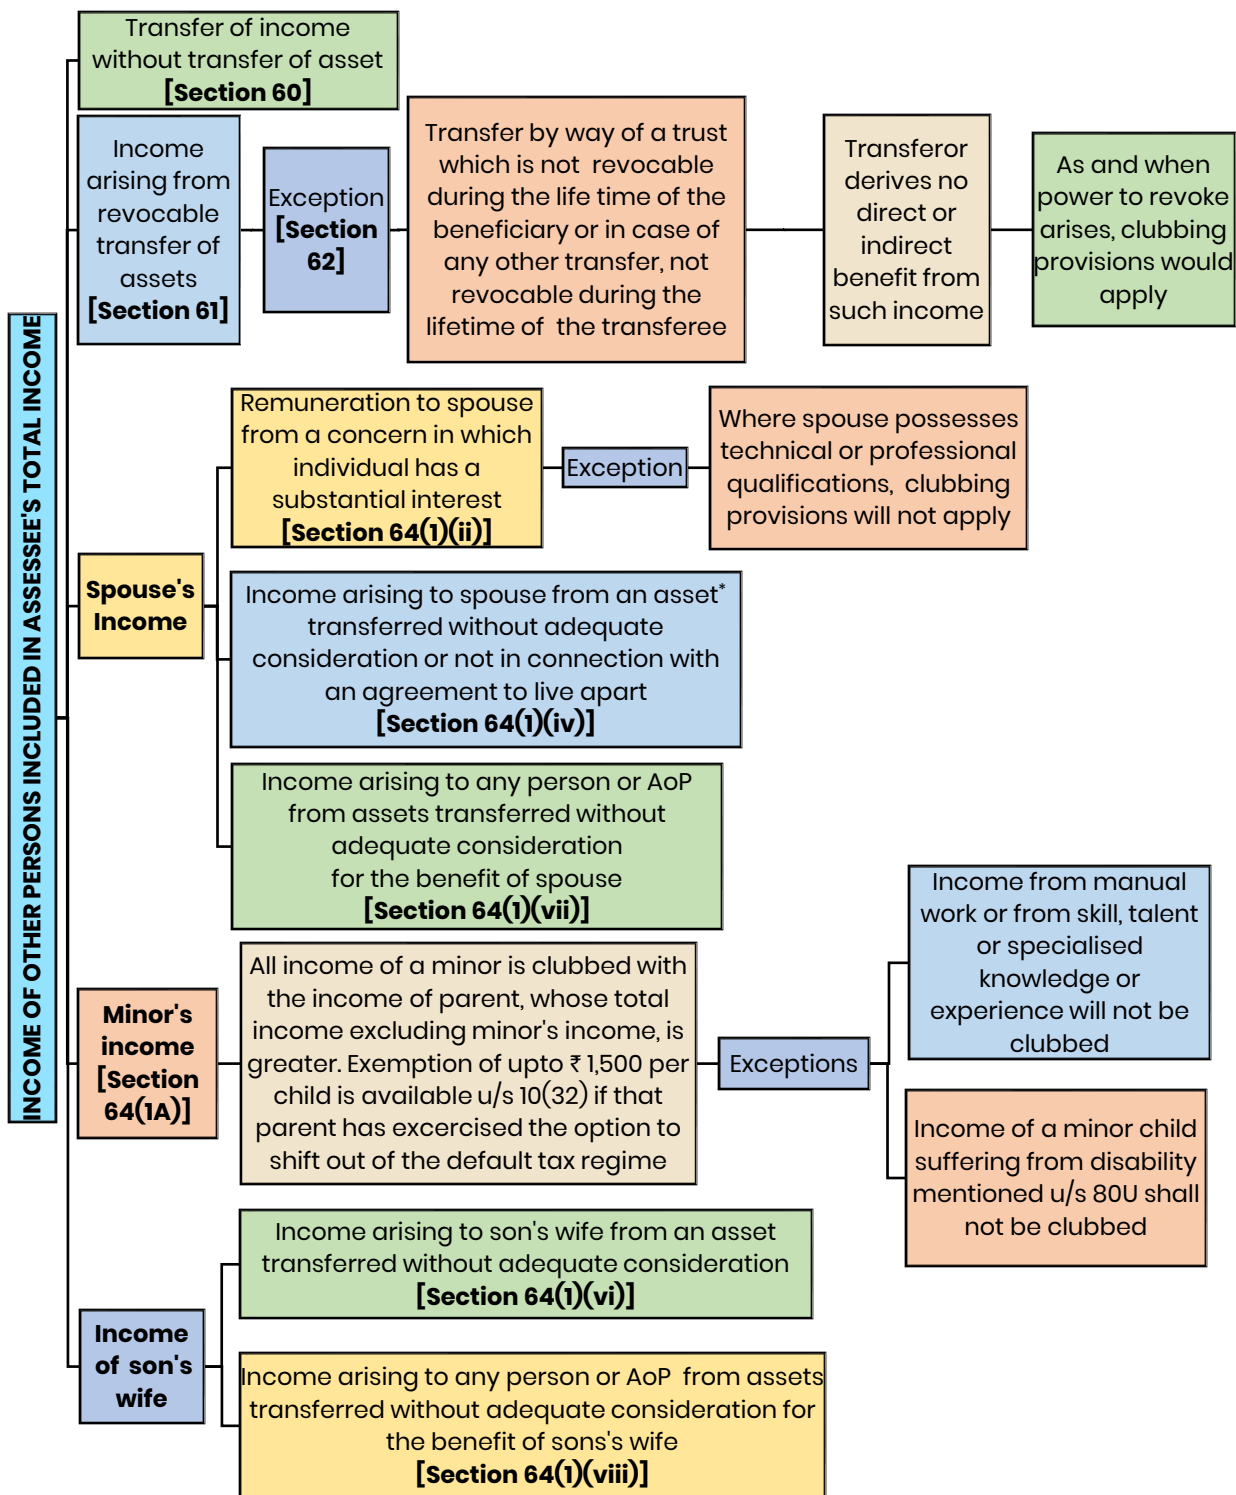 INCOME OF OTHER PERSONS INCLUDED IN ASSESSEE'S TOTAL INCOME
Transfer of income
without transfer of asset
[Section 60]
Income
arising from
revocable
transfer of
assets
[Section 61]
Exception
[Section
62]
Transfer by way of a trust
which is not revocable
during the life time of the
beneficiary or in case of
any other transfer, not
revocable during the
lifetime of the transferee
Transferor
derives no
direct or
indirect
benefit from
such income
As and when
power to revoke
arises, clubbing
provisions would
apply
Spouse's
Income
Remuneration to spouse
from a concern in which
individual has a
substantial interest
[Section 64(1)(ii)]
Exception
Where spouse possesses
technical or professional
qualifications, clubbing
provisions will not apply
Income arising to spouse from an asset*
transferred without adequate
consideration or not in connection with
an agreement to live apart
[Section 64(1)(iv)]
Income arising to any person or AoP
from assets transferred without
adequate consideration
for the benefit of spouse
[Section 64(1)(vii)]
Minor's
income
[Section
64(1A)]
All income of a minor is clubbed with
the income of parent, whose total
income excluding minor's income, is
greater. Exemption of upto ₹ 1,500 per
child is available u/s 10(32) if that
parent has excercised the option to
shift out of the default tax regime
Exceptions
Income from manual
work or from skill, talent
or specialised
knowledge or
experience will not be
clubbed
Income of a minor child
suffering from disability
mentioned u/s 80U shall
not be clubbed
Income
of son's
wife
Income arising to son's wife from an asset
transferred without adequate consideration
[Section 64(1)(vi)]
Income arising to any person or AoP from assets
transferred without adequate consideration for
the benefit of sons's wife
[Section 64(1)(viii)]